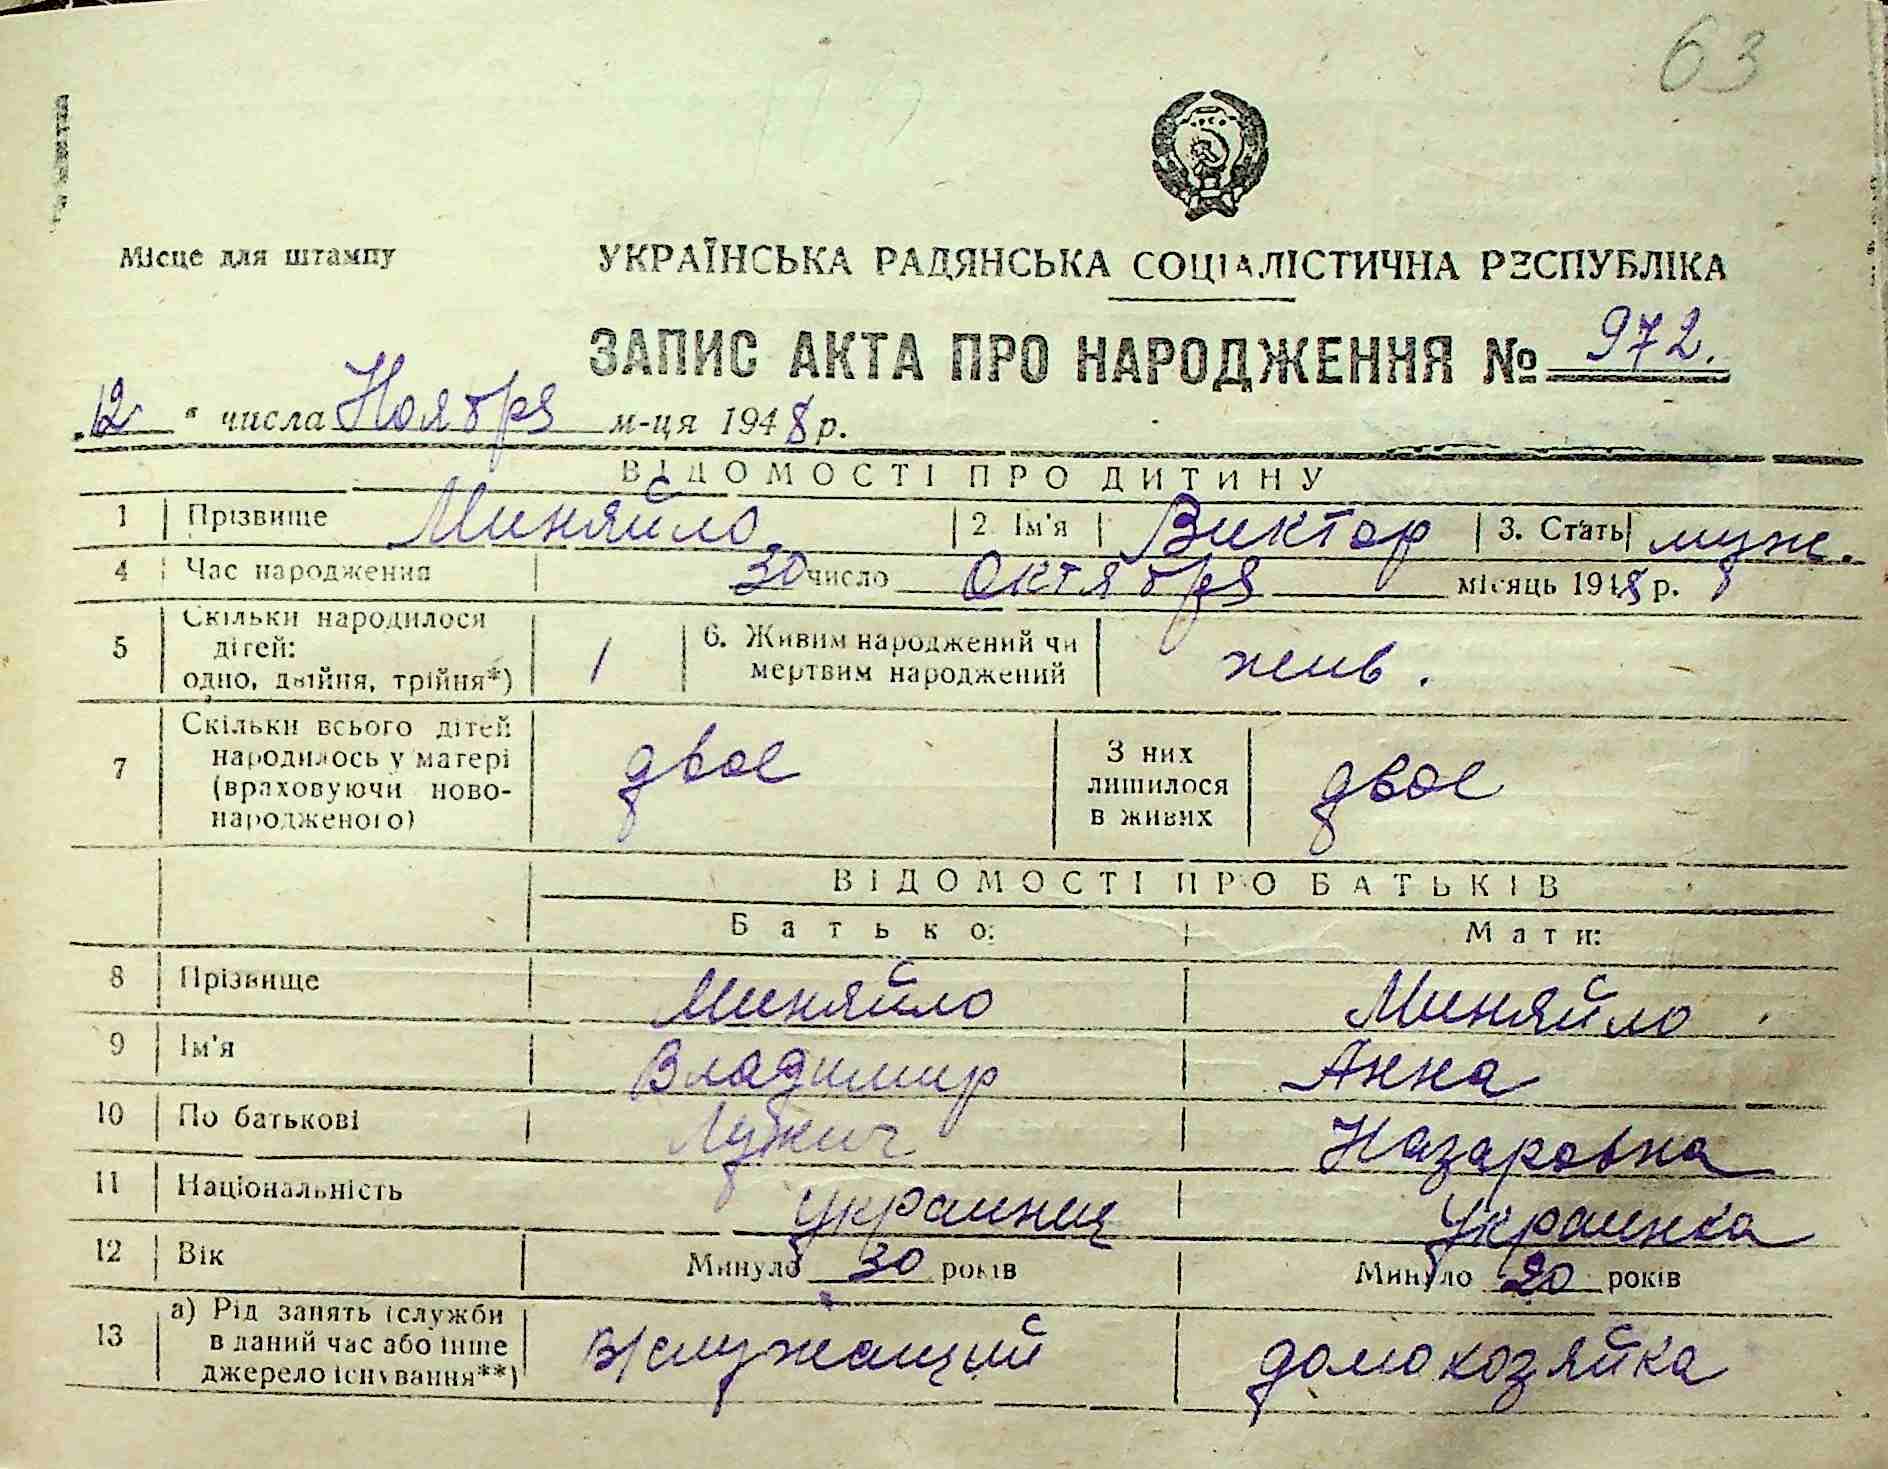 63
Місце для штампу
УКРАЇНСЬКА РАДЯНСЬКА СОЦІАЛІСТИЧНА РЕСПУБЛІКА
ЗАПИС АКТА ПРО НАРОДЖЕННЯ № 972.
„12“ числа Ноября м-ця 1948 р.
ВІДОМОСТІ ПРО ДИТИНУ
1 Прізвище Миняйло 2. Ім'я Виктор 3. Стать муж.
4 Час народження 30 число октября місяць 1948 р.
5 Скільки народилося дітей: одно, двійня, трійня*) 1 6. Живим народжений чи мертвим народжений жив.
7 Скільки всього дітей народилось у матері (враховуючи ново-народженого) двое З них лишилося в живих двое
ВІДОМОСТІ ПРО БАТЬКІВ
Батько: Мати:
8 Прізвище Миняйло Миняйло
9 Ім'я Владимир Анна
10 По батькові Назаровна
11 Національність украинец украинка
12 Вік Минуло 30 років Минуло 20 років
13 а) Рід занять (служби в даний час або інше джерело існування**) в/служащий домохозяйка